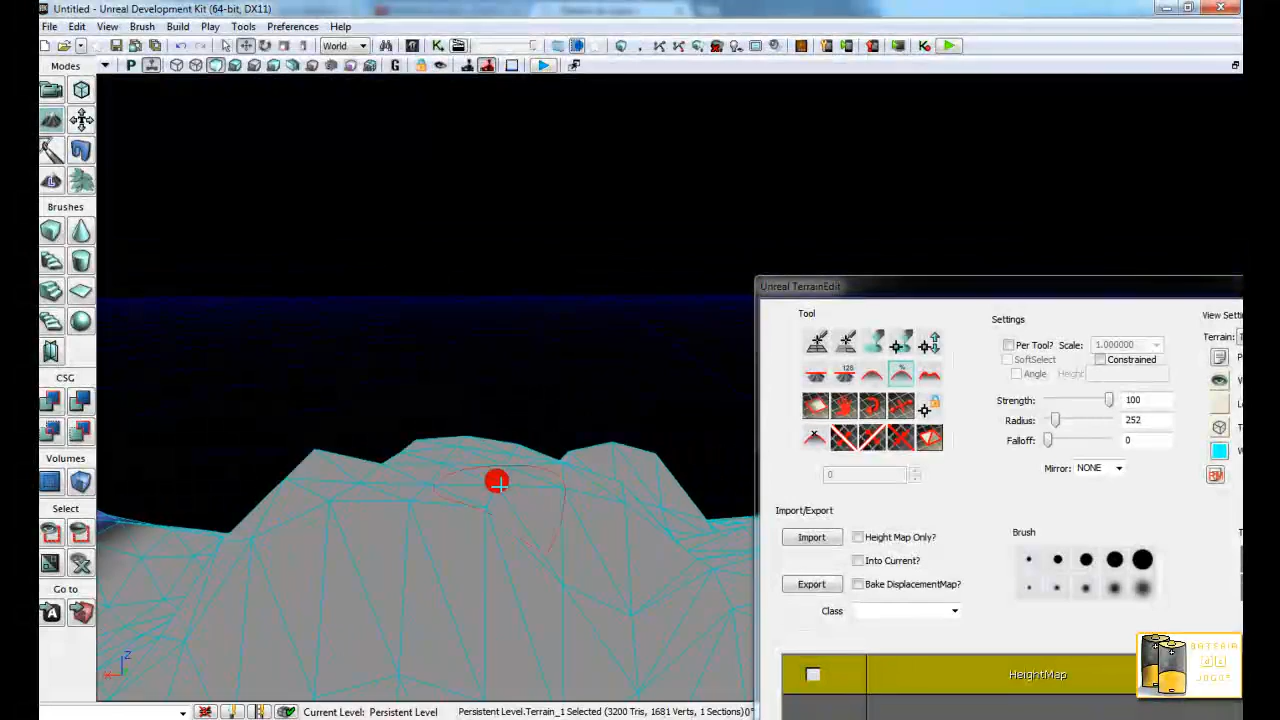 Untitled - Unreal Development Kit (64-bit, DX11)
File Edit View Brush Build Play Tools Preferences Help
World
Modes
P
G
Unreal TerrainEdit
Brushes
Tool
Settings
View Setti
Per Tool? Scale: 1.000000
Terrain:
SoftSelect
Constrained
Angle Height
128
%
CSG
Strength: 100
Radius: 252
Falloff: 0
Volumes
Mirror: NONE
0
Select
Import/Export
Import
Height Map Only?
Brush
Into Current?
Export
Bake DisplacementMap?
Go to
Class
Z
HeightMap
BATERIA
JOGOS
Current Level: Persistent Level
Persistent Level.Terrain_1 Selected (3200 Tris, 1681 Verts, 1 Sections)